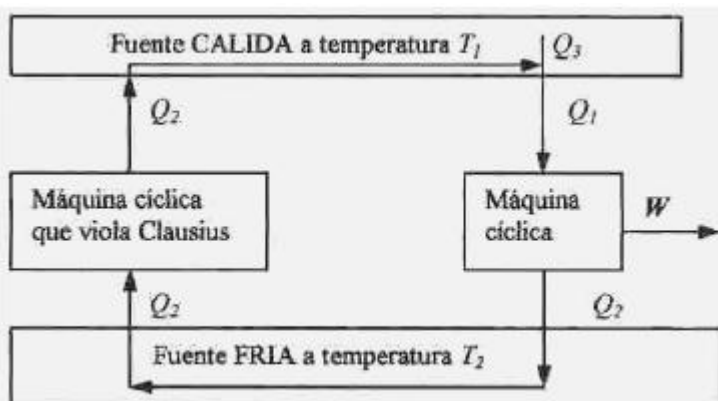 Fuente CALIDA a temperatura T1
Q3
Q2
Q1
Máquina cíclica
que viola Clausius
Máquina
cíclica
W
Q2
Q2
Fuente FRIA a temperatura T2